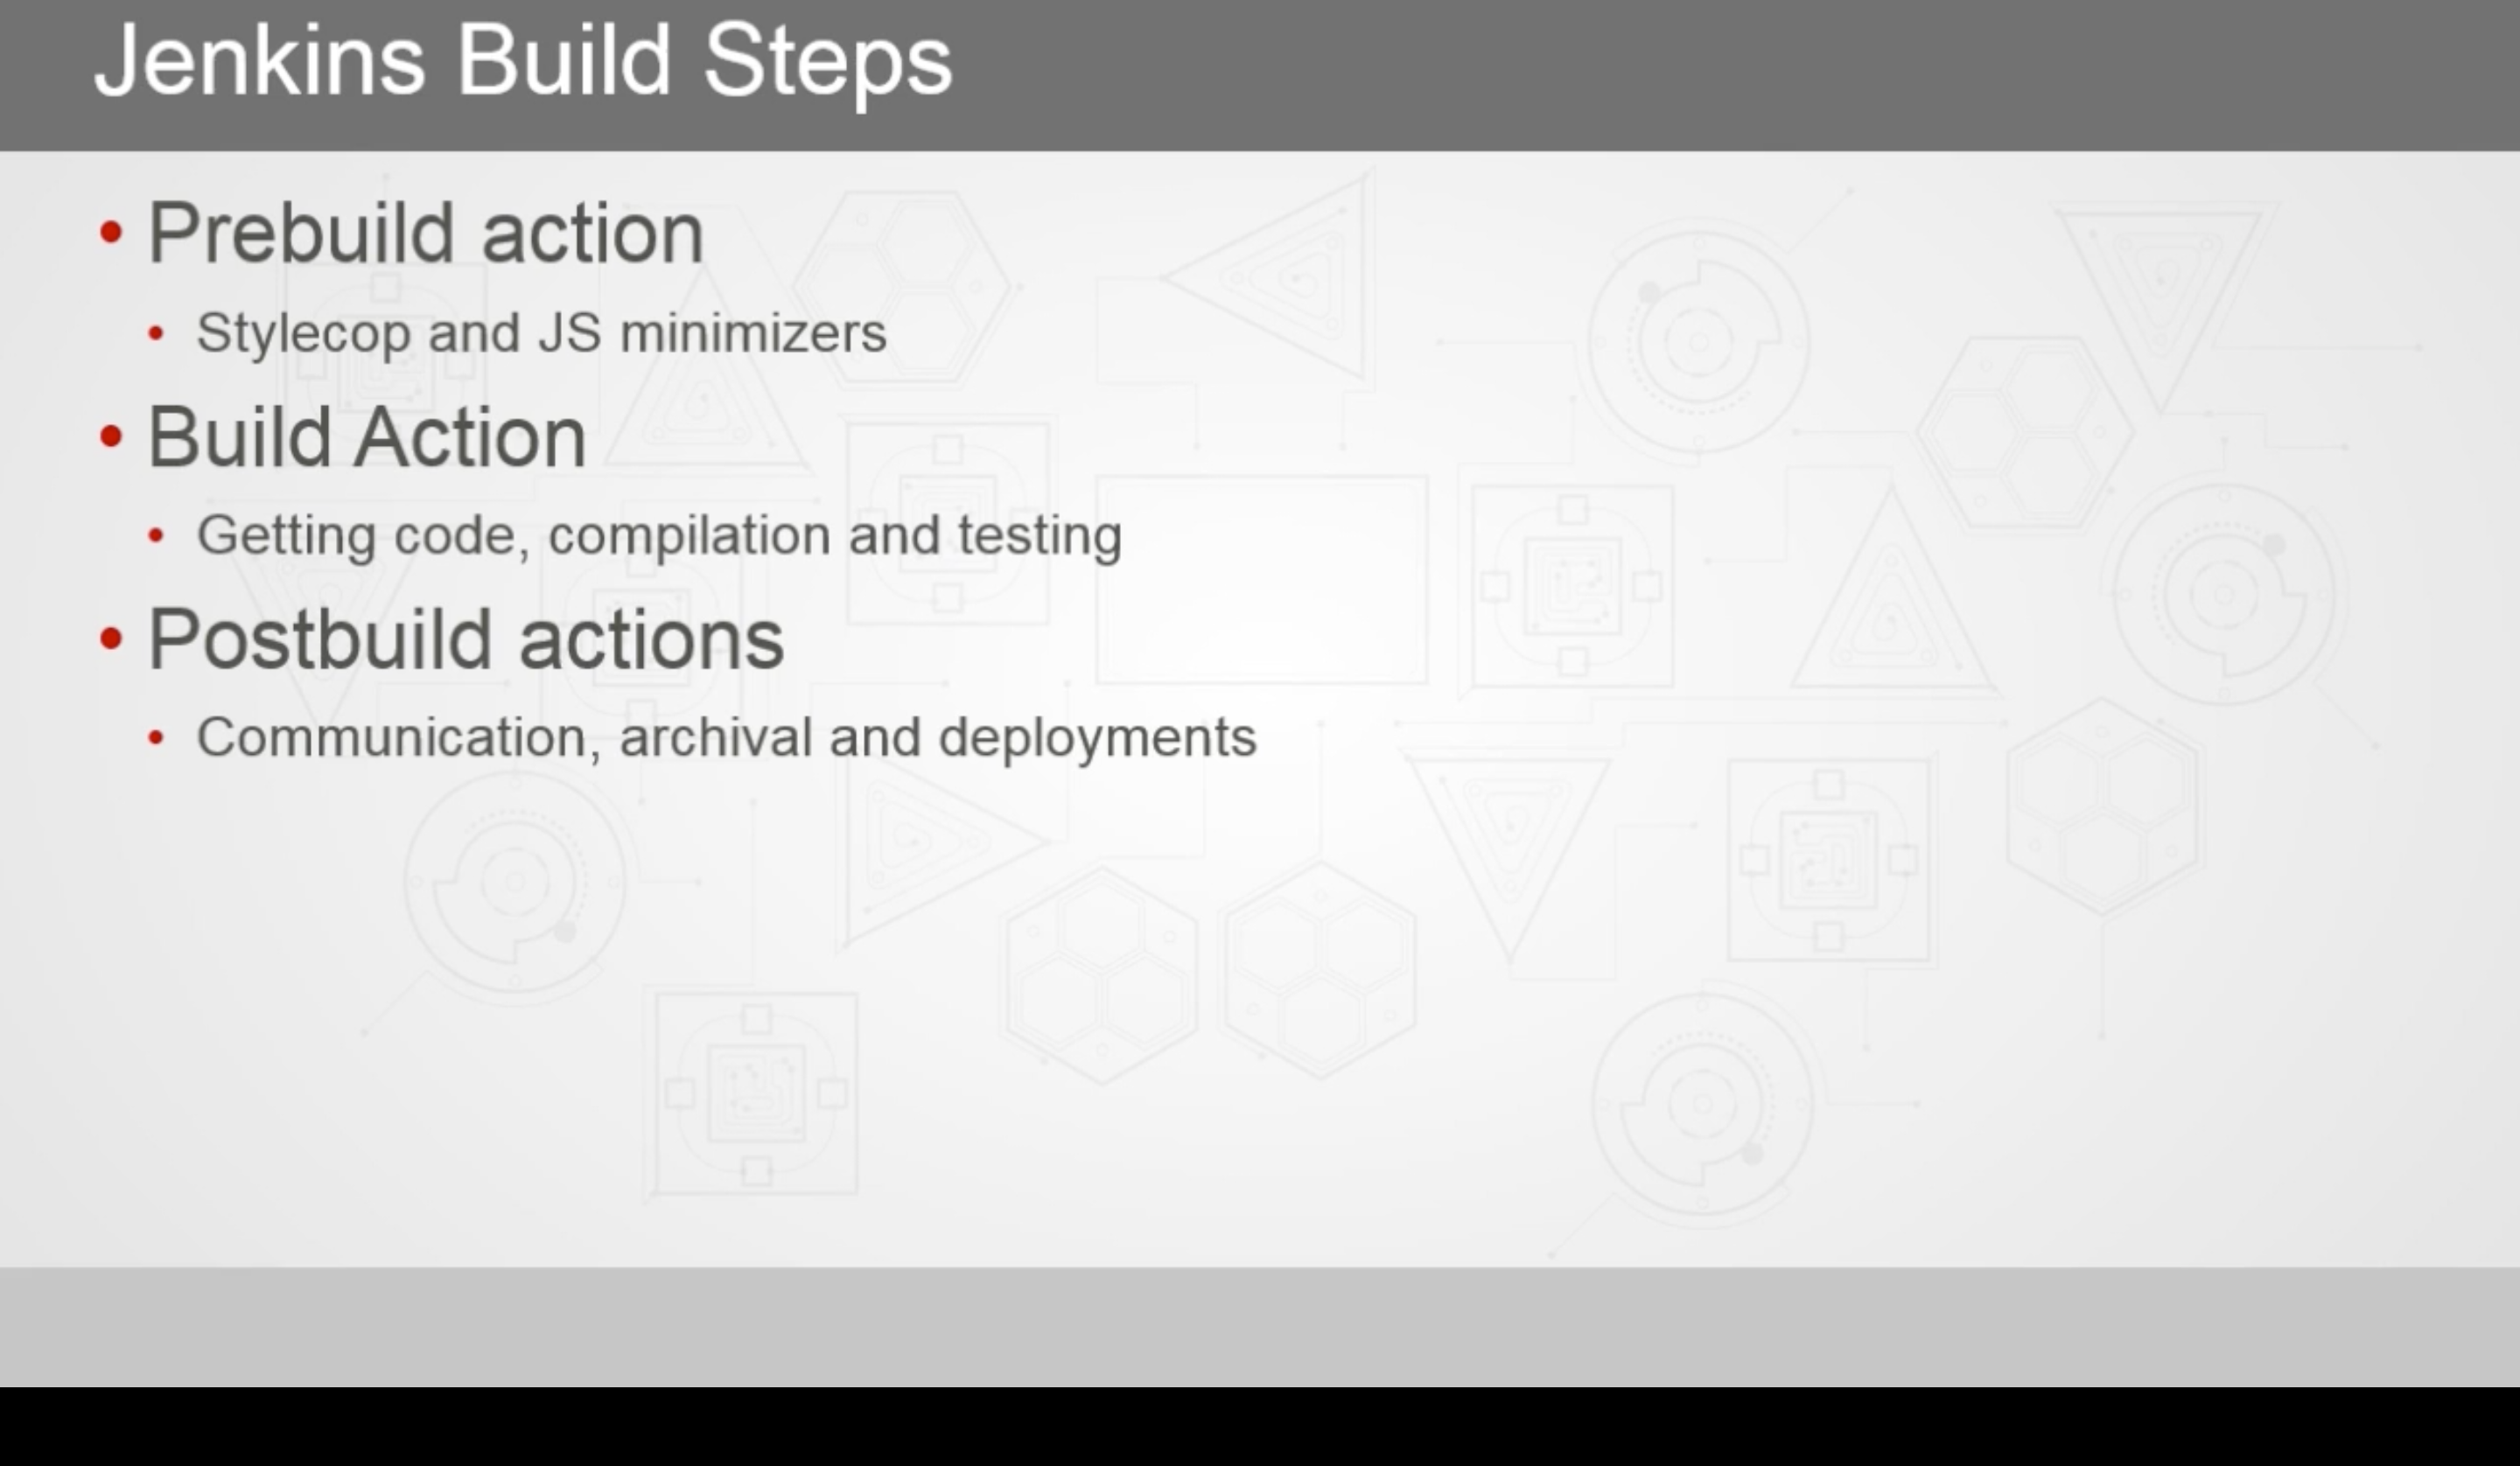 Jenkins Build Steps
• Prebuild action
• Stylecop and JS minimizers
• Build Action
• Getting code, compilation and testing
• Postbuild actions
• Communication, archival and deployments